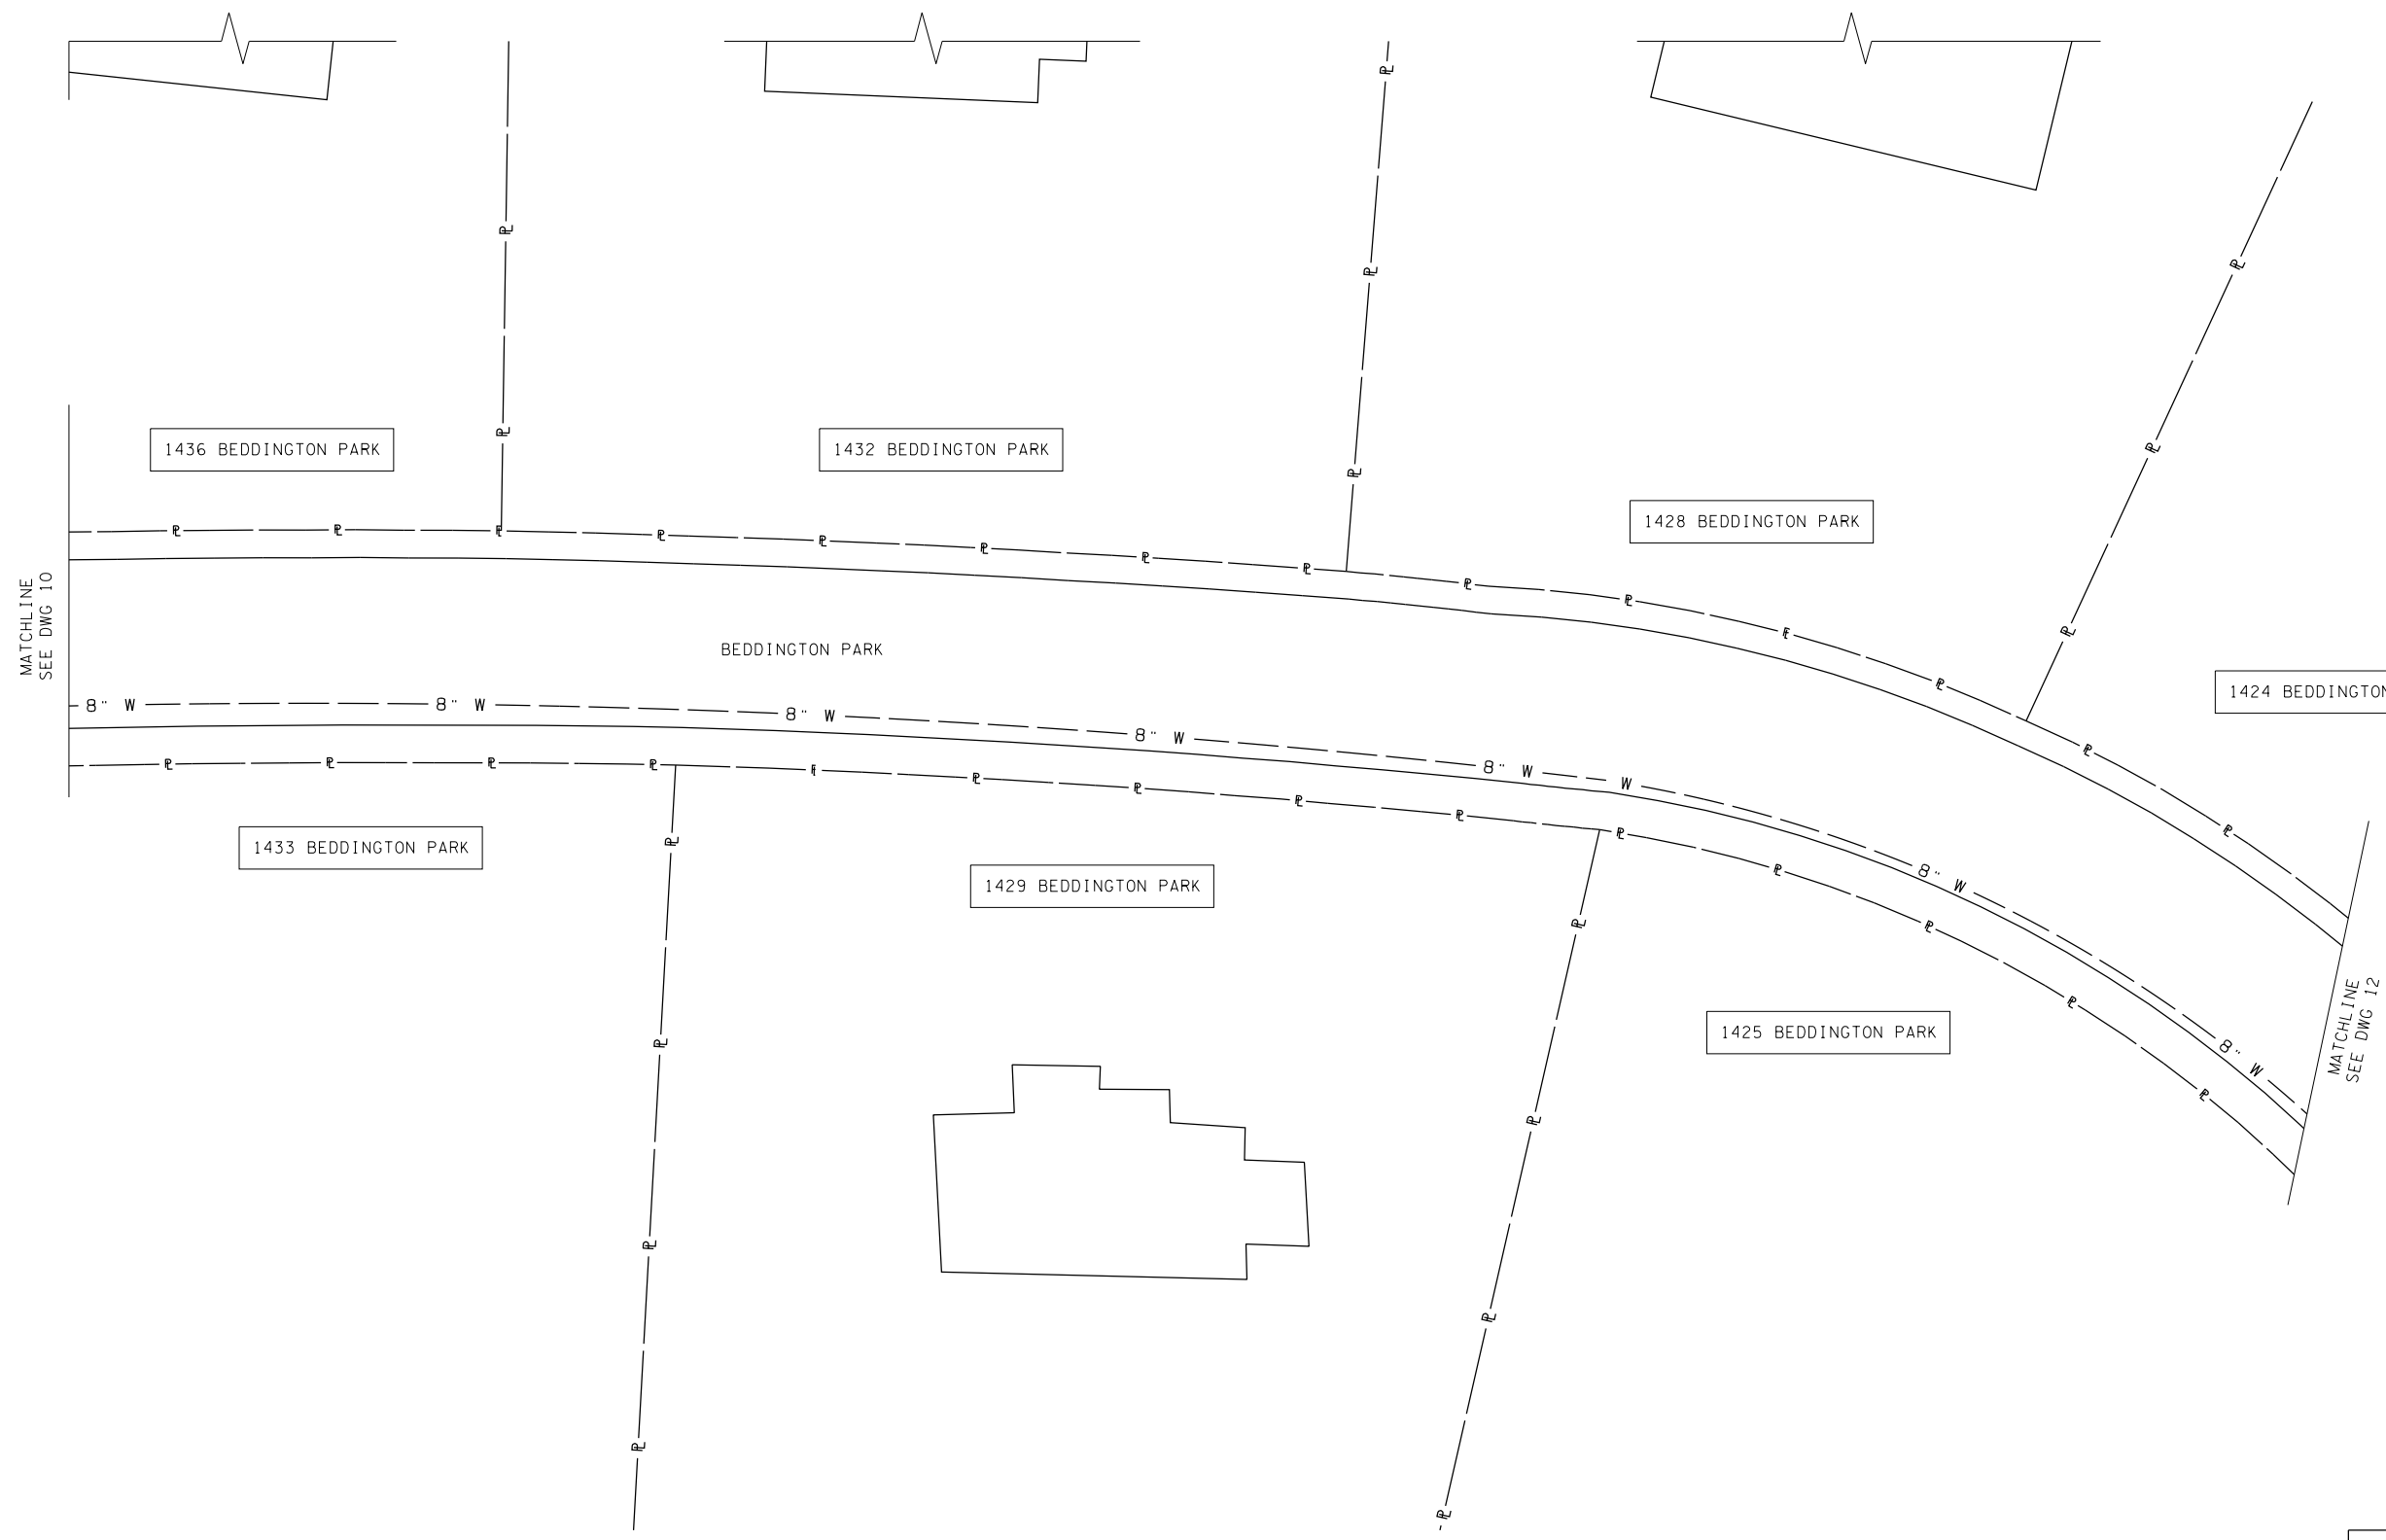 1436 BEDDINGTON PARK
1432 BEDDINGTON PARK
1428 BEDDINGTON PARK
MATCHLINE
SEE DWG 10
BEDDINGTON PARK
1424 BEDDINGTON
8" W 8" W 8" W 8" W 8" W W 8" W 8" W
1433 BEDDINGTON PARK
1429 BEDDINGTON PARK
1425 BEDDINGTON PARK
MATCHLINE
SEE DWG 12